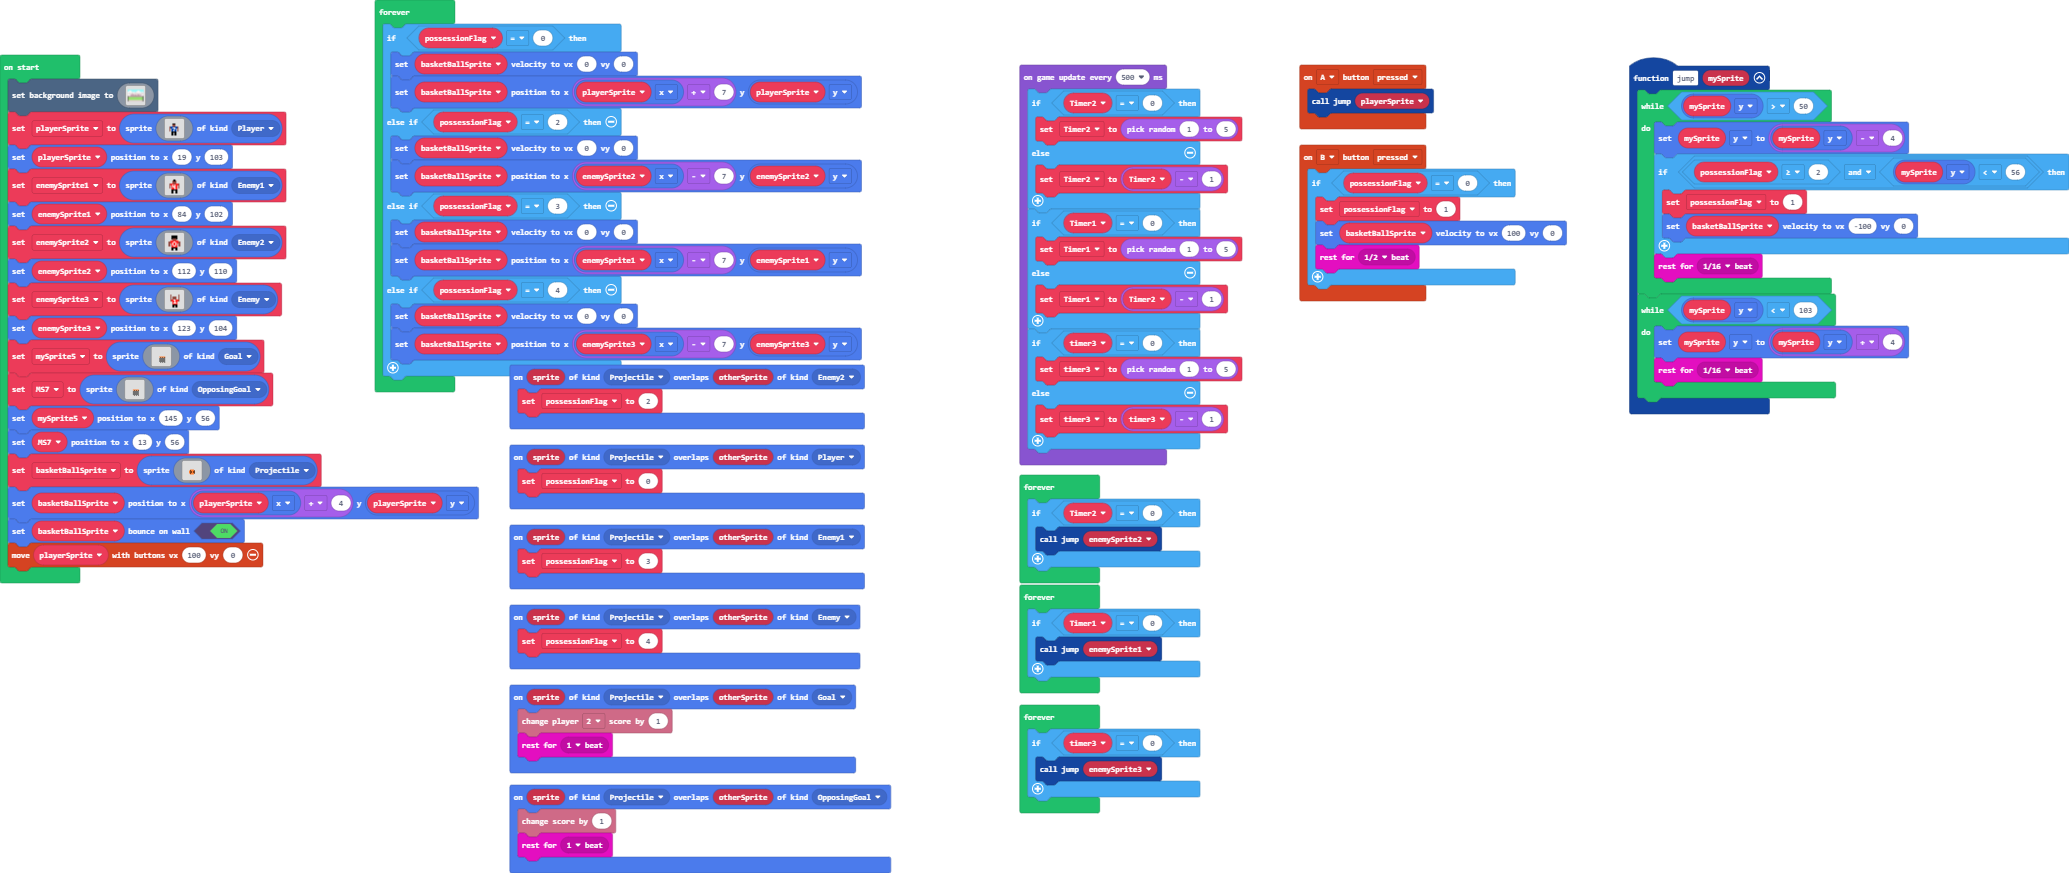 on start
set background image to
set playerSprite to sprite of kind Player
set playerSprite position to x 19 y 103
set enemySprite1 to sprite of kind Enemy1
set enemySprite1 position to x 84 y 102
set enemySprite2 to sprite of kind Enemy2
set enemySprite2 position to x 112 y 110
set enemySprite3 to sprite of kind Enemy
set enemySprite3 position to x 123 y 104
set mySprite5 to sprite of kind Goal
set MS7 to sprite of kind OpposingGoal
set mySprite5 position to x 145 y 56
set MS7 position to x 13 y 56
set basketBallSprite to sprite of kind Projectile
set basketBallSprite position to x playerSprite x + 4 y playerSprite y
set basketBallSprite bounce on wall ON
move playerSprite with buttons vx 100 vy 0
forever
if possessionFlag = 0 then
set basketBallSprite velocity to vx 0 vy 0
set basketBallSprite position to x playerSprite x + 7 y playerSprite y
else if possessionFlag = 2 then
set basketBallSprite velocity to vx 0 vy 0
set basketBallSprite position to x enemySprite2 x - 7 y enemySprite2 y
else if possessionFlag = 3 then
set basketBallSprite velocity to vx 0 vy 0
set basketBallSprite position to x enemySprite1 x - 7 y enemySprite1 y
else if possessionFlag = 4 then
set basketBallSprite velocity to vx 0 vy 0
set basketBallSprite position to x enemySprite3 x - 7 y enemySprite3 y
on sprite of kind Projectile overlaps otherSprite of kind Enemy2
set possessionFlag to 2
on sprite of kind Projectile overlaps otherSprite of kind Player
set possessionFlag to 0
on sprite of kind Projectile overlaps otherSprite of kind Enemy1
set possessionFlag to 3
on sprite of kind Projectile overlaps otherSprite of kind Enemy
set possessionFlag to 4
on sprite of kind Projectile overlaps otherSprite of kind Goal
change player 2 score by 1
rest for 1 beat
on sprite of kind Projectile overlaps otherSprite of kind OpposingGoal
change score by 1
rest for 1 beat
on game update every 500 ms
if Timer2 = 0 then
set Timer2 to pick random 1 to 5
else
set Timer2 to Timer2 - 1
if Timer1 = 0 then
set Timer1 to pick random 1 to 5
else
set Timer1 to Timer2 - 1
if timer3 = 0 then
set timer3 to pick random 1 to 5
else
set timer3 to timer3 - 1
forever
if Timer2 = 0 then
call jump enemySprite2
forever
if Timer1 = 0 then
call jump enemySprite1
forever
if timer3 = 0 then
call jump enemySprite3
on A button pressed
call jump playerSprite
on B button pressed
if possessionFlag = 0 then
set possessionFlag to 1
set basketBallSprite velocity to vx 100 vy 0
rest for 1/2 beat
function jump mySprite
while mySprite y > 50
do set mySprite y to mySprite y - 4
if possessionFlag ≥ 2 and mySprite y < 56 then
set possessionFlag to 1
set basketBallSprite velocity to vx -100 vy 0
rest for 1/16 beat
while mySprite y < 103
do set mySprite y to mySprite y + 4
rest for 1/16 beat